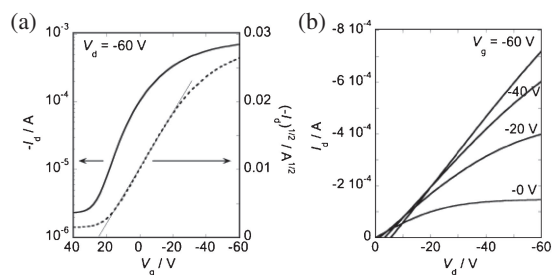 (a)
V_d = -60 V
10^-3
10^-4
10^-5
10^-6
-I_d / A
0.03
0.02
0.01
0
(-I_d)^1/2 / A^1/2
40 20 0 -20 -40 -60
V_g / V
(b)
-8 10^-4
-6 10^-4
-4 10^-4
-2 10^-4
0
I_d / A
V_g = -60 V
-40 V
-20 V
-0 V
0 -20 -40 -60
V_d / V